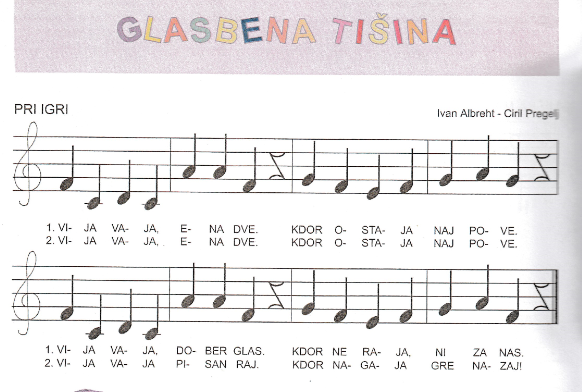 GLASBENA TIŠINA
PRI IGRI
Ivan Albreht - Ciril Pregelj
1. VI- JA VA- JA, E- NA DVE. KDOR O- STA- JA NAJ PO- VE.
2. VI- JA VA- JA, E- NA DVE. KDOR O- STA- JA NAJ PO- VE.
1. VI- JA VA- JA, DO- BER GLAS. KDOR NE RA- JA, NI ZA NAS.
2. VI- JA VA- JA, PI- SAN RAJ. KDOR NA- GA- JA GRE NA- ZAJ!